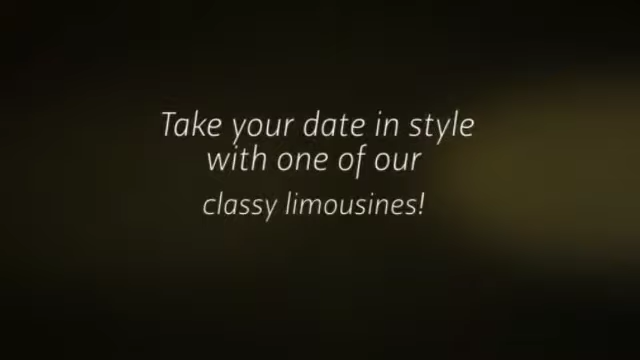 Take your date in style
with one of our
classy limousines!